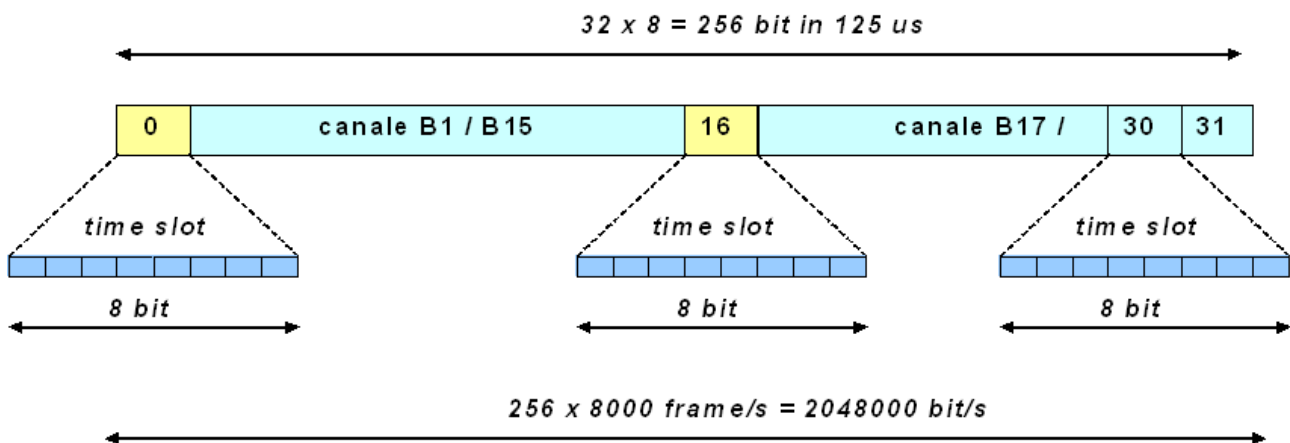 32 x 8 = 256 bit in 125 us
0 canale B1 / B15 16 canale B17 / 30 31
time slot time slot time slot
8 bit 8 bit 8 bit
256 x 8000 frame/s = 2048000 bit/s